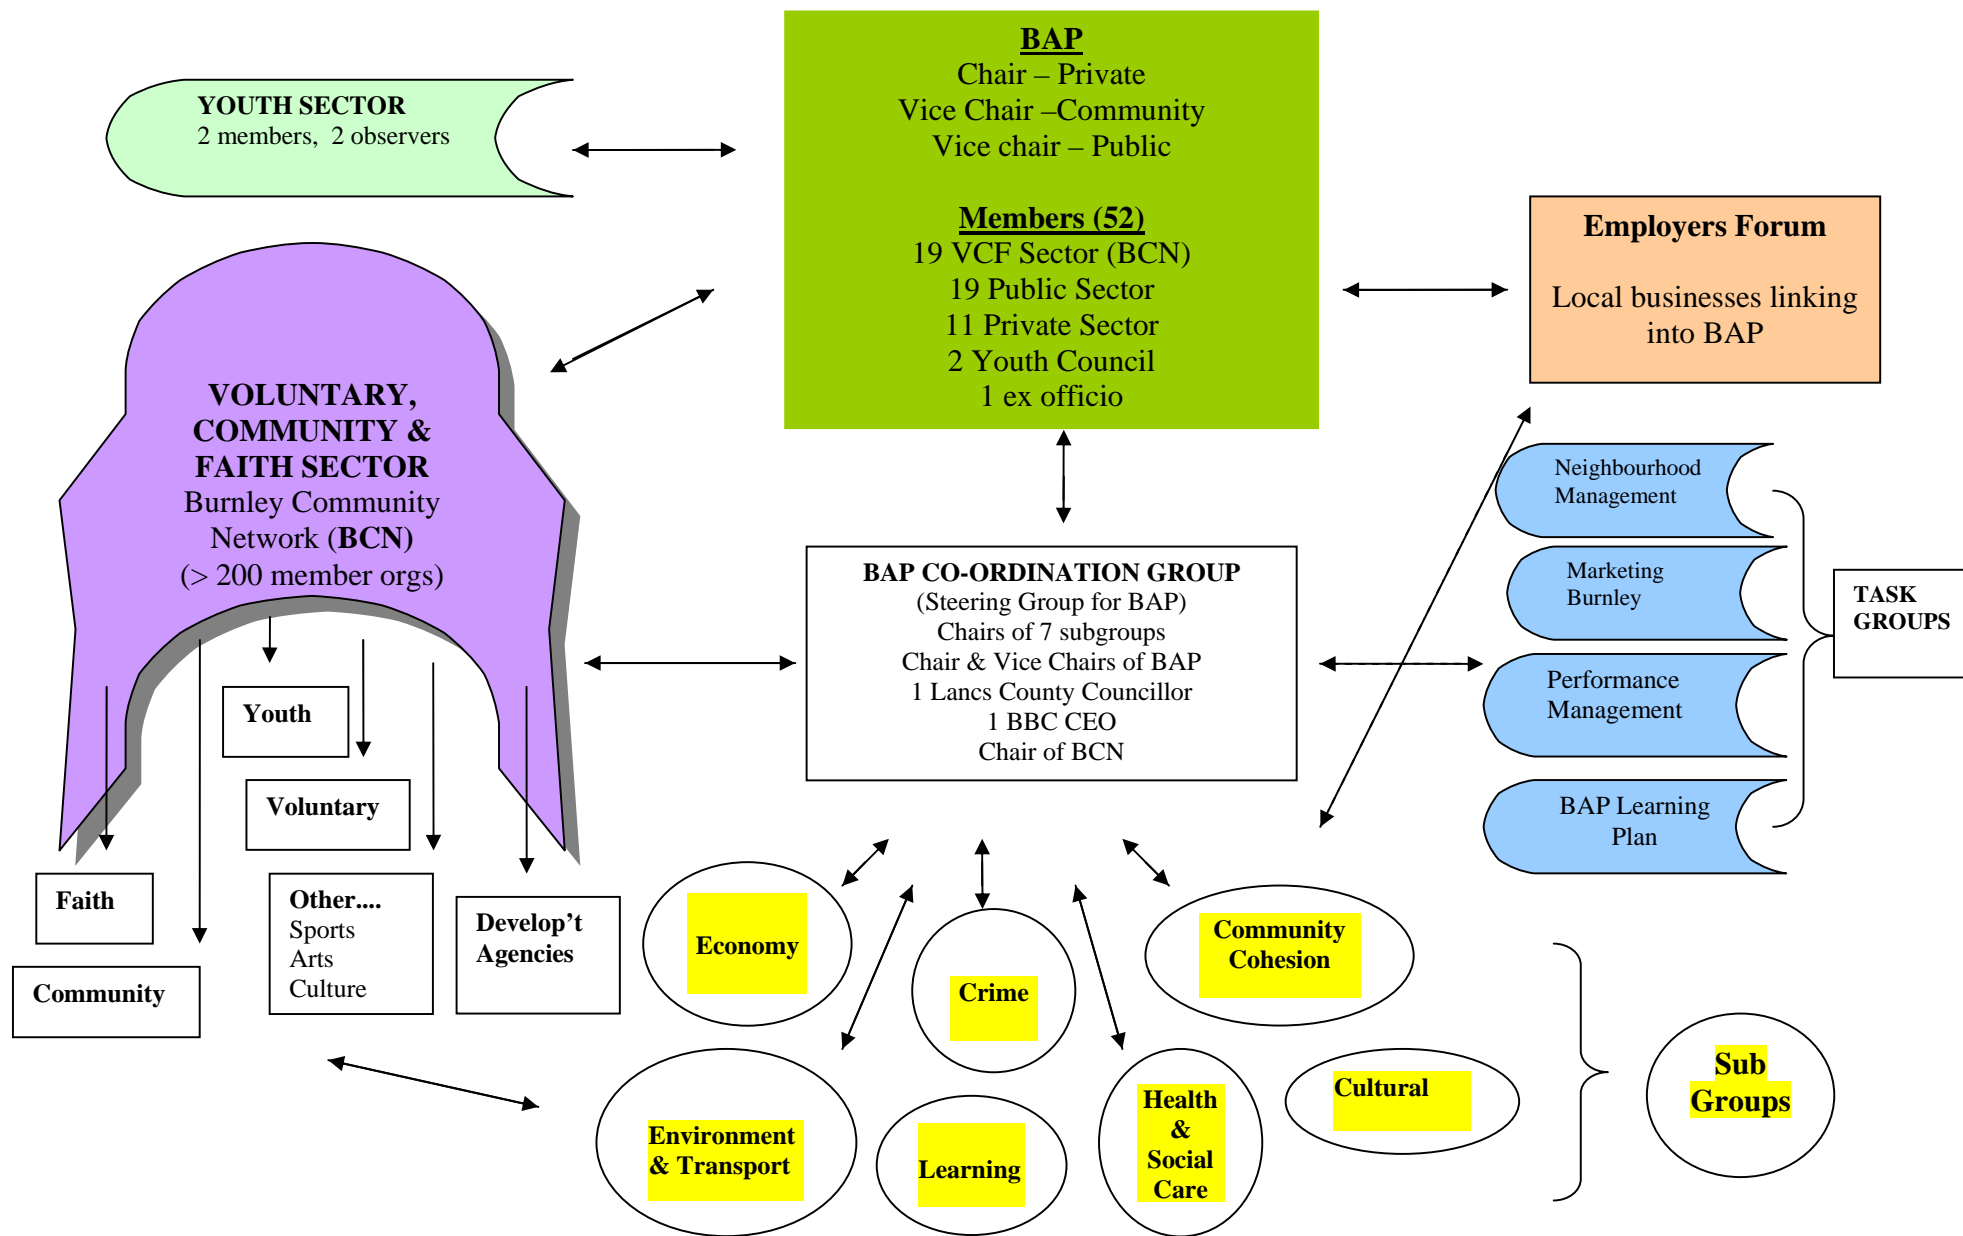 BAP
Chair – Private
Vice Chair –Community
Vice chair – Public
Members (52)
19 VCF Sector (BCN)
19 Public Sector
11 Private Sector
2 Youth Council
1 ex officio
YOUTH SECTOR
2 members,  2 observers
Employers Forum
Local businesses linking
into BAP
VOLUNTARY,
COMMUNITY &
FAITH SECTOR
Burnley Community
Network (BCN)
(> 200 member orgs)
Neighbourhood
Management
Marketing
Burnley
Performance
Management
BAP Learning
Plan
TASK
GROUPS
BAP CO-ORDINATION GROUP
(Steering Group for BAP)
Chairs of 7 subgroups
Chair & Vice Chairs of BAP
1 Lancs County Councillor
1 BBC CEO
Chair of BCN
Youth
Voluntary
Faith
Community
Other....
Sports
Arts
Culture
Develop’t
Agencies
Economy
Crime
Community
Cohesion
Environment
& Transport
Learning
Health
&
Social
Care
Cultural
Sub
Groups